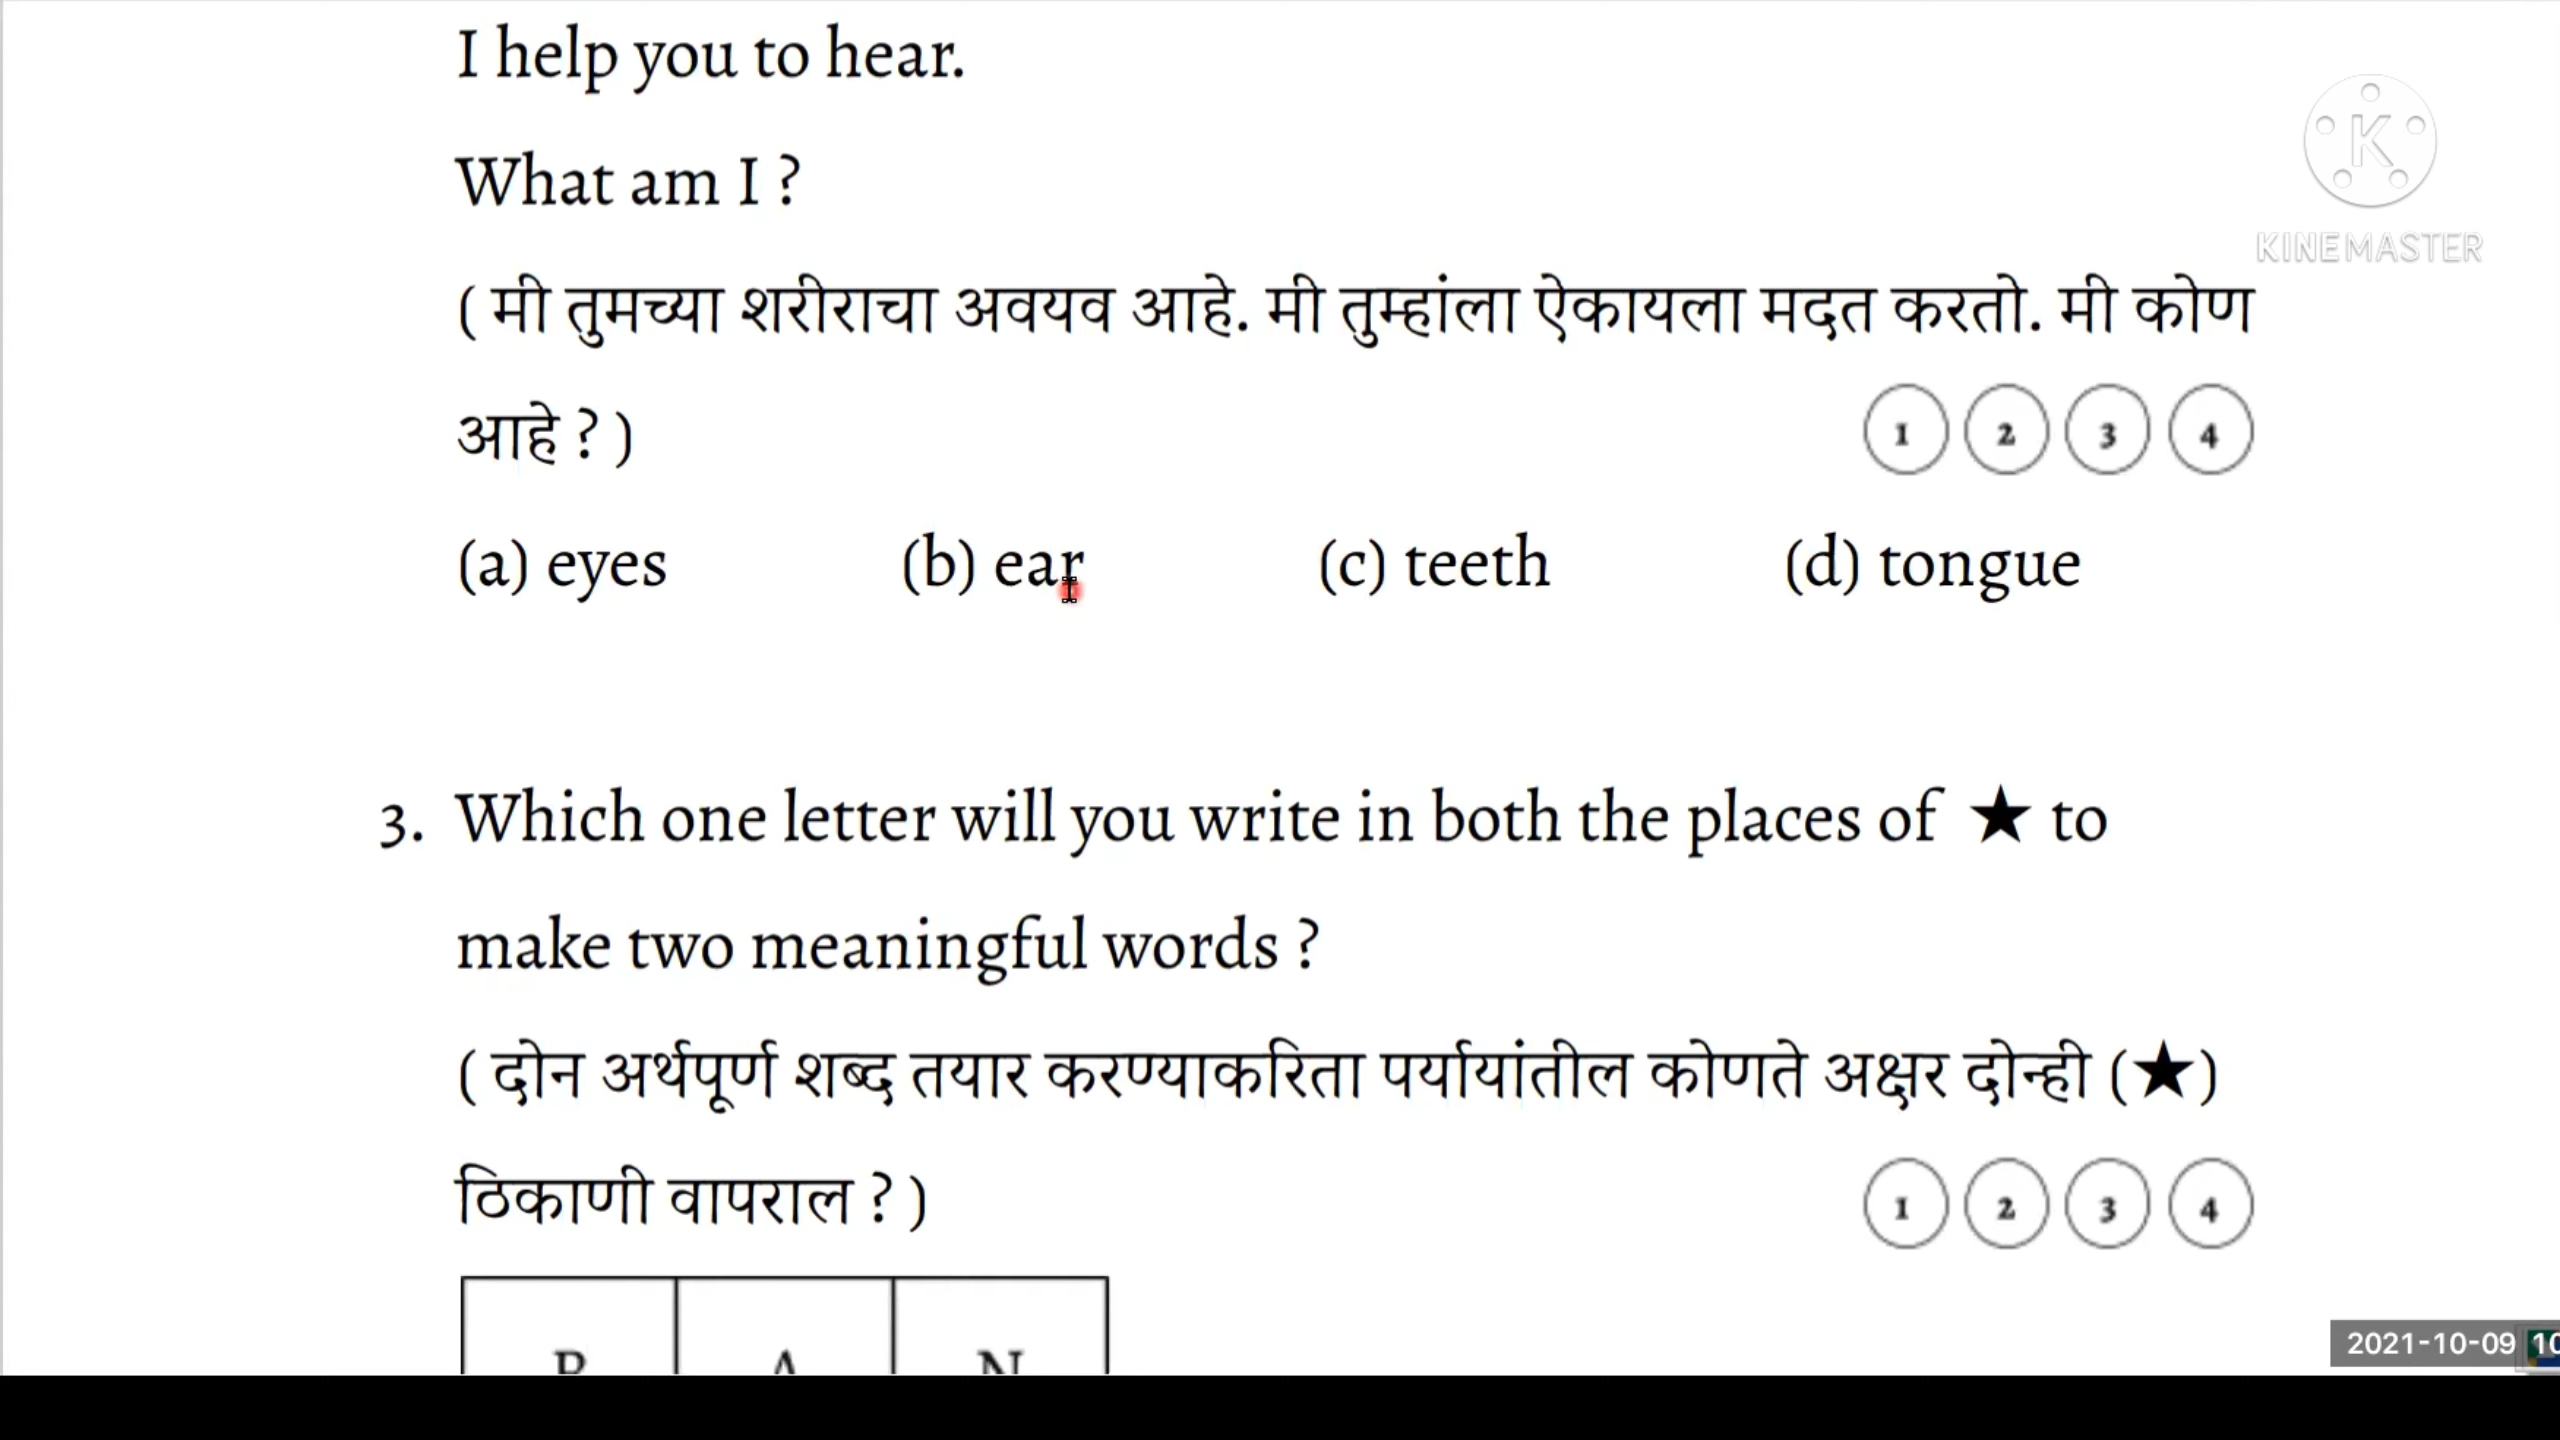 I help you to hear.
What am I ?
( मी तुमच्या शरीराचा अवयव आहे. मी तुम्हांला ऐकायला मदत करतो. मी कोण
आहे ? )
1 2 3 4
(a) eyes (b) ear (c) teeth (d) tongue
3. Which one letter will you write in both the places of ★ to
make two meaningful words ?
( दोन अर्थपूर्ण शब्द तयार करण्याकरिता पर्यायांतील कोणते अक्षर दोन्ही (★)
ठिकाणी वापराल ? )
1 2 3 4
A N
K
KINEMASTER
2021-10-09 10